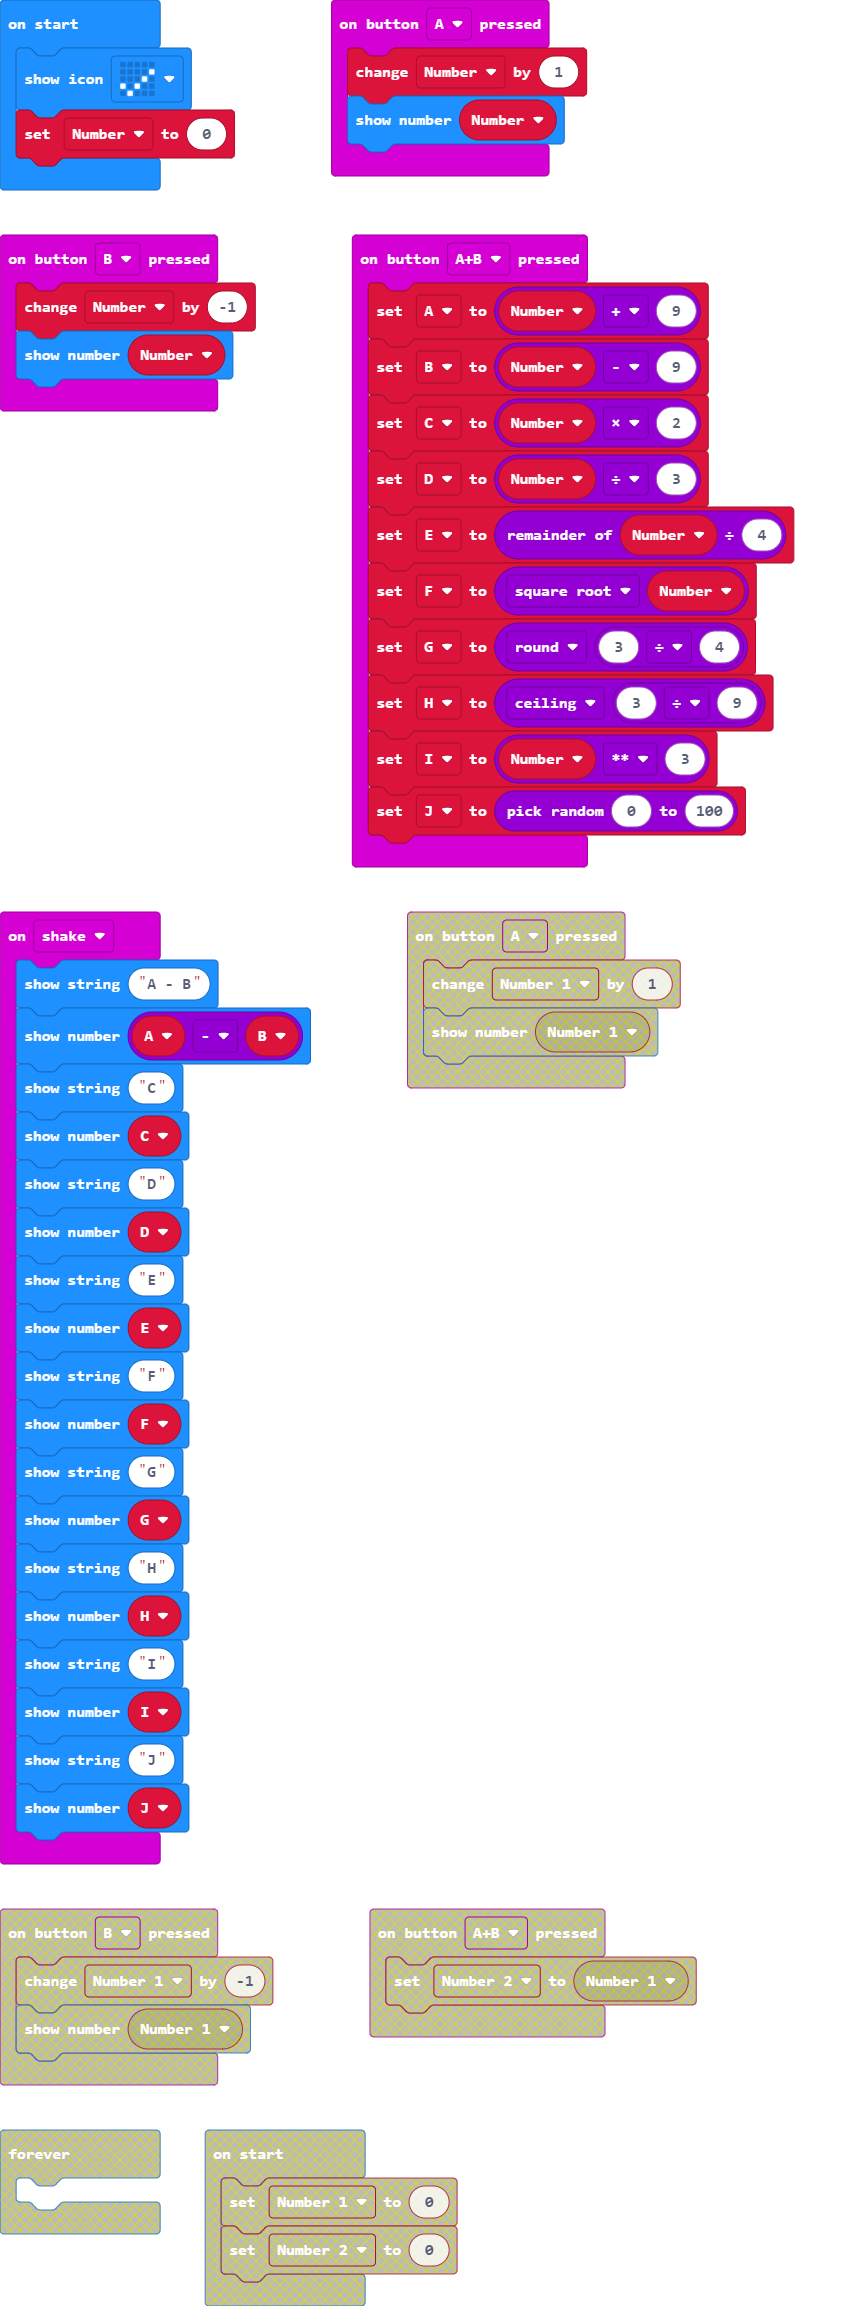 on start
show icon
set Number to 0
on button A pressed
change Number by 1
show number Number
on button B pressed
change Number by -1
show number Number
on button A+B pressed
set A to Number + 9
set B to Number - 9
set C to Number × 2
set D to Number ÷ 3
set E to remainder of Number ÷ 4
set F to square root Number
set G to round 3 ÷ 4
set H to ceiling 3 ÷ 9
set I to Number ** 3
set J to pick random 0 to 100
on shake
show string "A - B"
show number A - B
show string "C"
show number C
show string "D"
show number D
show string "E"
show number E
show string "F"
show number F
show string "G"
show number G
show string "H"
show number H
show string "I"
show number I
show string "J"
show number J
on button A pressed
change Number 1 by 1
show number Number 1
on button B pressed
change Number 1 by -1
show number Number 1
on button A+B pressed
set Number 2 to Number 1
forever
on start
set Number 1 to 0
set Number 2 to 0